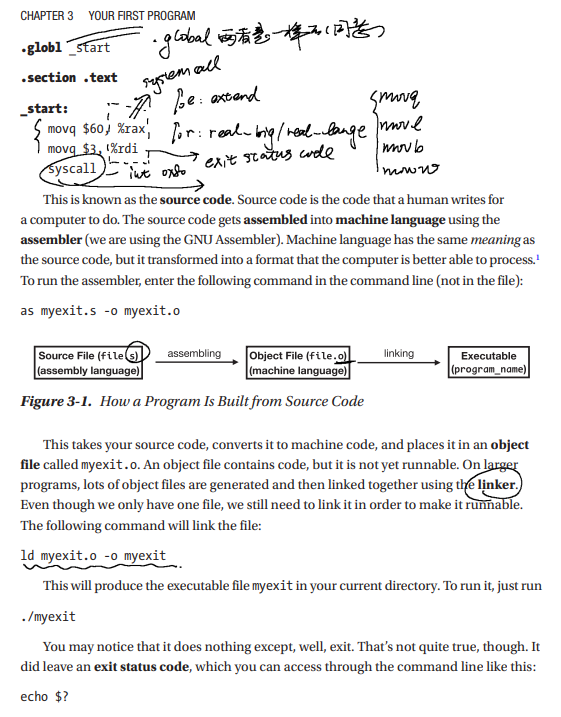 CHAPTER 3 YOUR FIRST PROGRAM
.global 两者是一样的(同意)
.globl _start
.section .text
system call
_start:
e: extend
movq
movq $60, %rax
r: real-big/real-large
movl
movq $3, %rdi
exit status code
movb
syscall
int 0x80
movw
This is known as the source code. Source code is the code that a human writes for
a computer to do. The source code gets assembled into machine language using the
assembler (we are using the GNU Assembler). Machine language has the same meaning as
the source code, but it transformed into a format that the computer is better able to process.¹
To run the assembler, enter the following command in the command line (not in the file):
as myexit.s -o myexit.o
Source File (file.s)
(assembly language)
assembling
Object File (file.o)
(machine language)
linking
Executable
(program_name)
Figure 3-1. How a Program Is Built from Source Code
This takes your source code, converts it to machine code, and places it in an object
file called myexit.o. An object file contains code, but it is not yet runnable. On larger
programs, lots of object files are generated and then linked together using the linker.
Even though we only have one file, we still need to link it in order to make it runnable.
The following command will link the file:
ld myexit.o -o myexit
This will produce the executable file myexit in your current directory. To run it, just run
./myexit
You may notice that it does nothing except, well, exit. That's not quite true, though. It
did leave an exit status code, which you can access through the command line like this:
echo $?